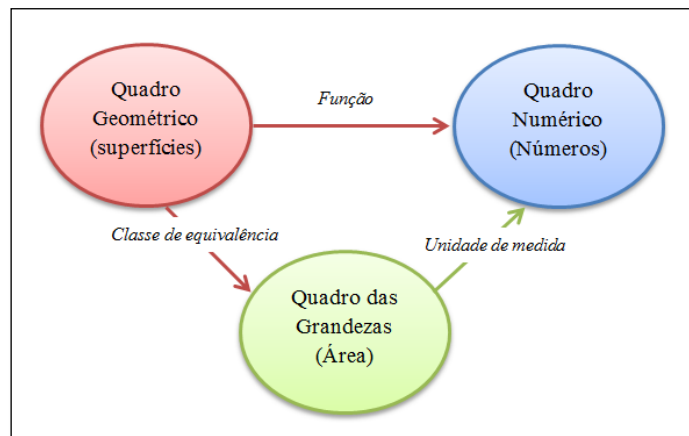 Quadro
Geométrico
(superfícies)
Função
Quadro
Numérico
(Números)
Classe de equivalência
Unidade de medida
Quadro das
Grandezas
(Área)